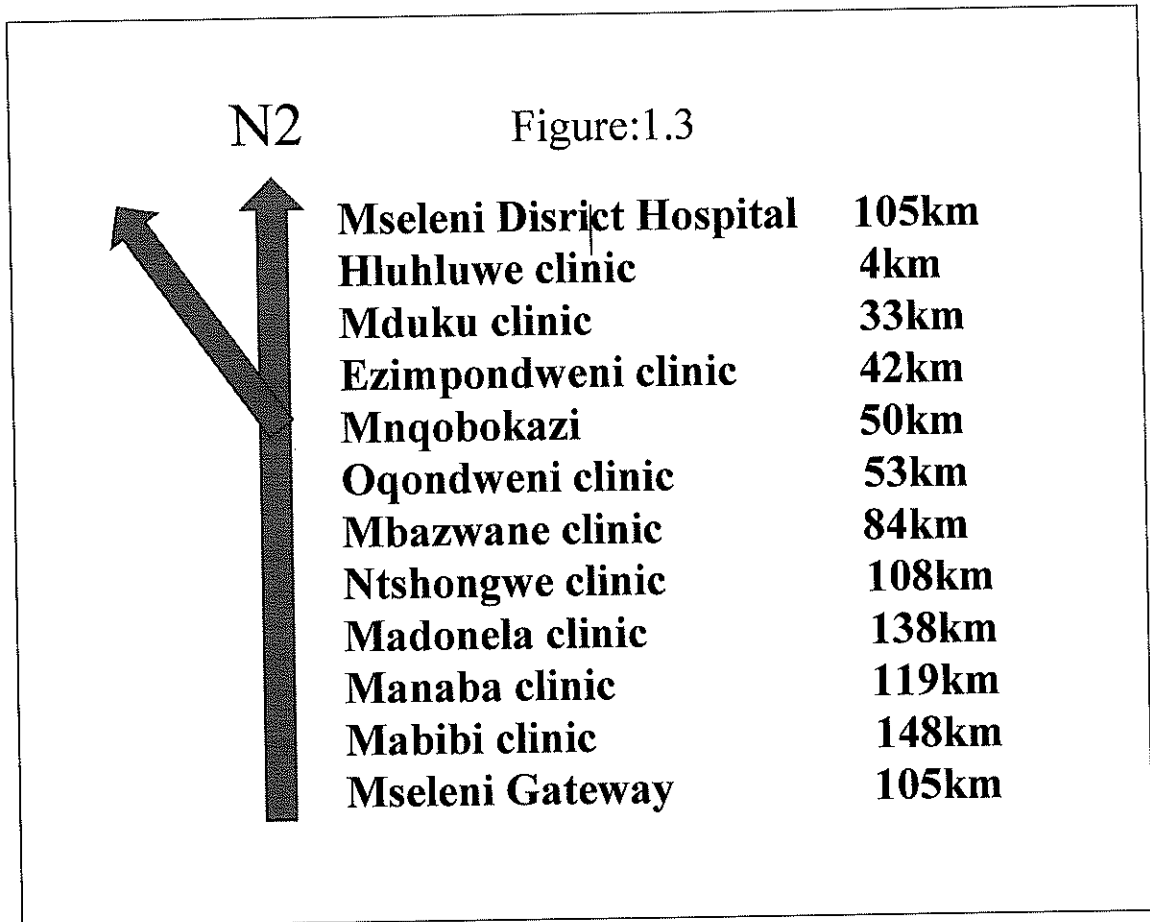 N2 Figure:1.3
Mseleni Disrict Hospital 105km
Hluhluwe clinic 4km
Mduku clinic 33km
Ezimpondweni clinic 42km
Mnqobokazi 50km
Oqondweni clinic 53km
Mbazwane clinic 84km
Ntshongwe clinic 108km
Madonela clinic 138km
Manaba clinic 119km
Mabibi clinic 148km
Mseleni Gateway 105km